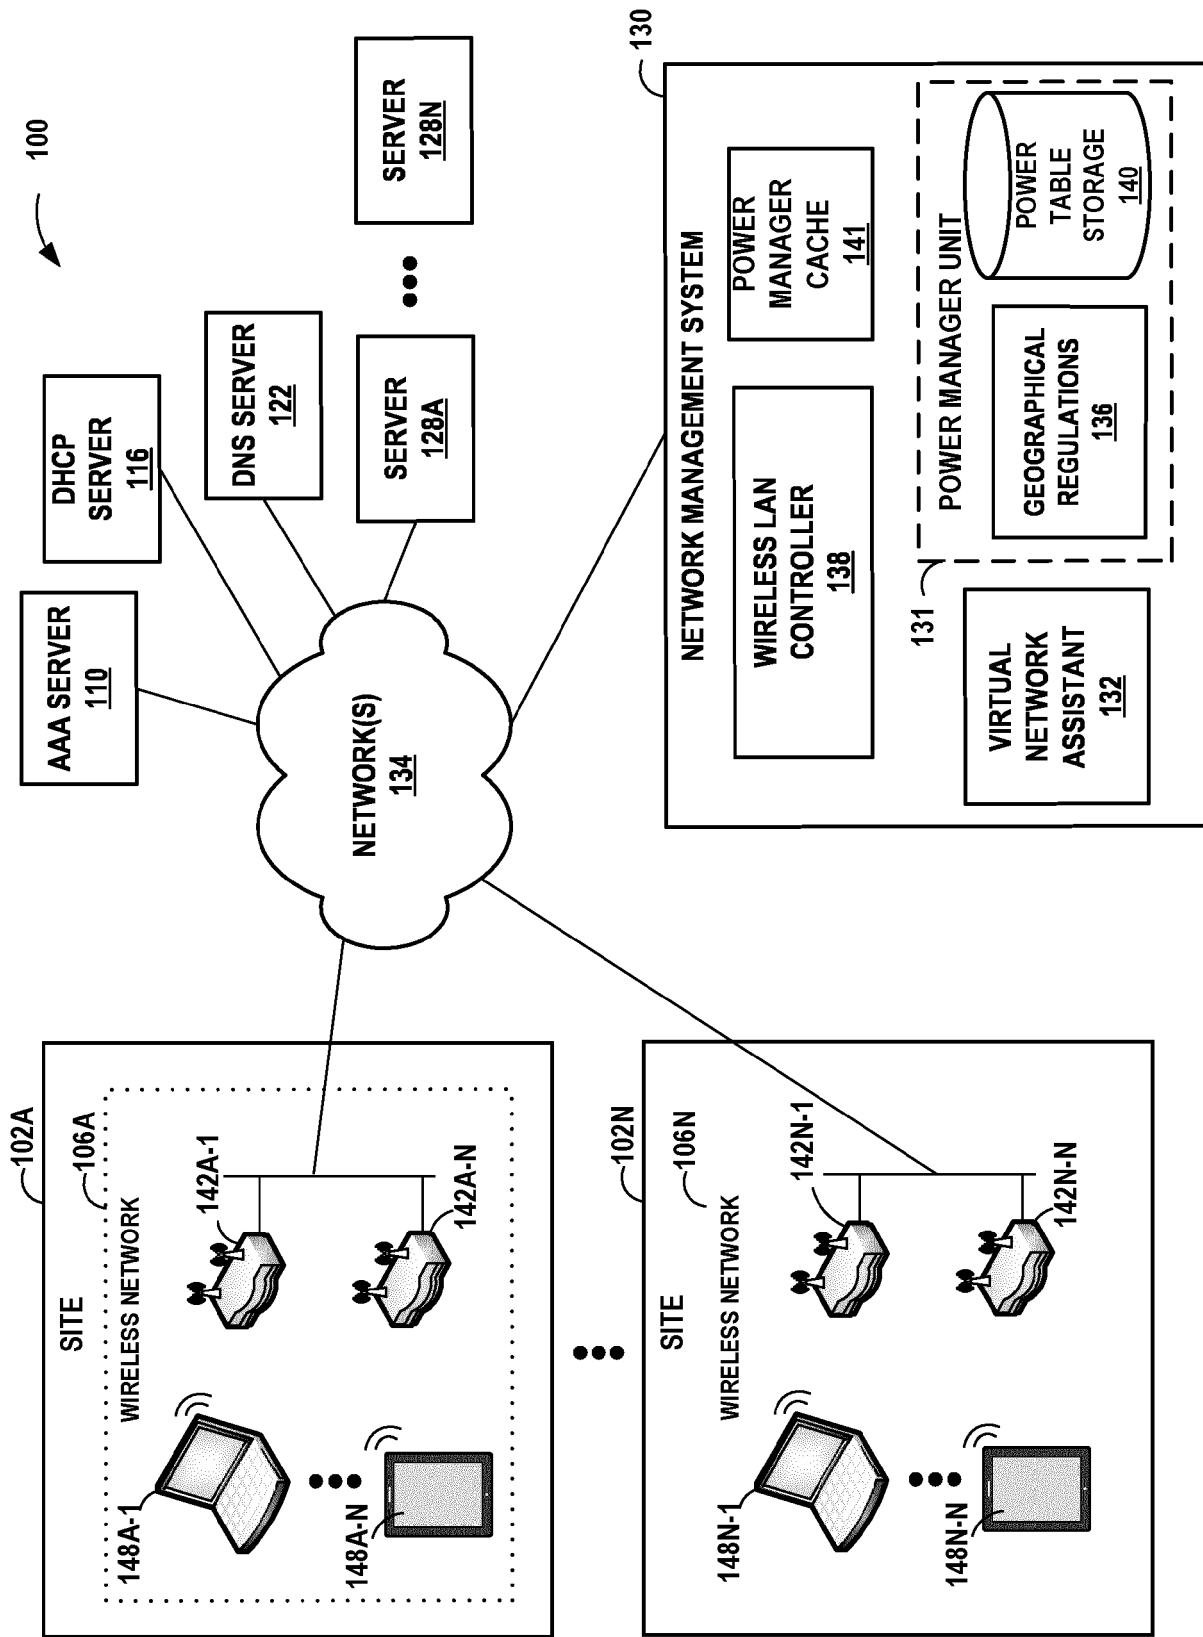 100
102A
SITE
106A
WIRELESS NETWORK
148A-1
148A-N
142A-1
142A-N
102N
SITE
106N
WIRELESS NETWORK
148N-1
148N-N
142N-1
142N-N
NETWORK(S)
134
AAA SERVER
110
DHCP
SERVER
116
DNS SERVER
122
SERVER
128A
SERVER
128N
130
NETWORK MANAGEMENT SYSTEM
WIRELESS LAN
CONTROLLER
138
POWER
MANAGER
CACHE
141
VIRTUAL
NETWORK
ASSISTANT
132
131
POWER MANAGER UNIT
GEOGRAPHICAL
REGULATIONS
136
POWER
TABLE
STORAGE
140